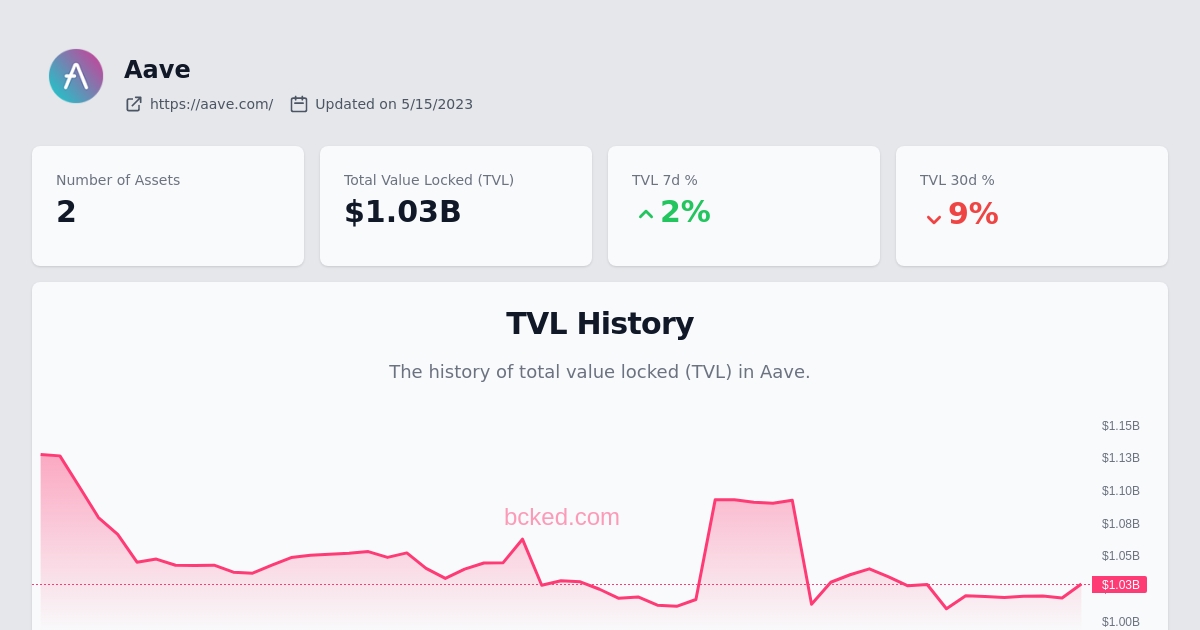 Aave
https://aave.com/ Updated on 5/15/2023
Number of Assets
2
Total Value Locked (TVL)
$1.03B
TVL 7d %
2%
TVL 30d %
9%
TVL History
The history of total value locked (TVL) in Aave.
$1.15B
$1.13B
$1.10B
bcked.com
$1.08B
$1.05B
$1.03B
$1.00B